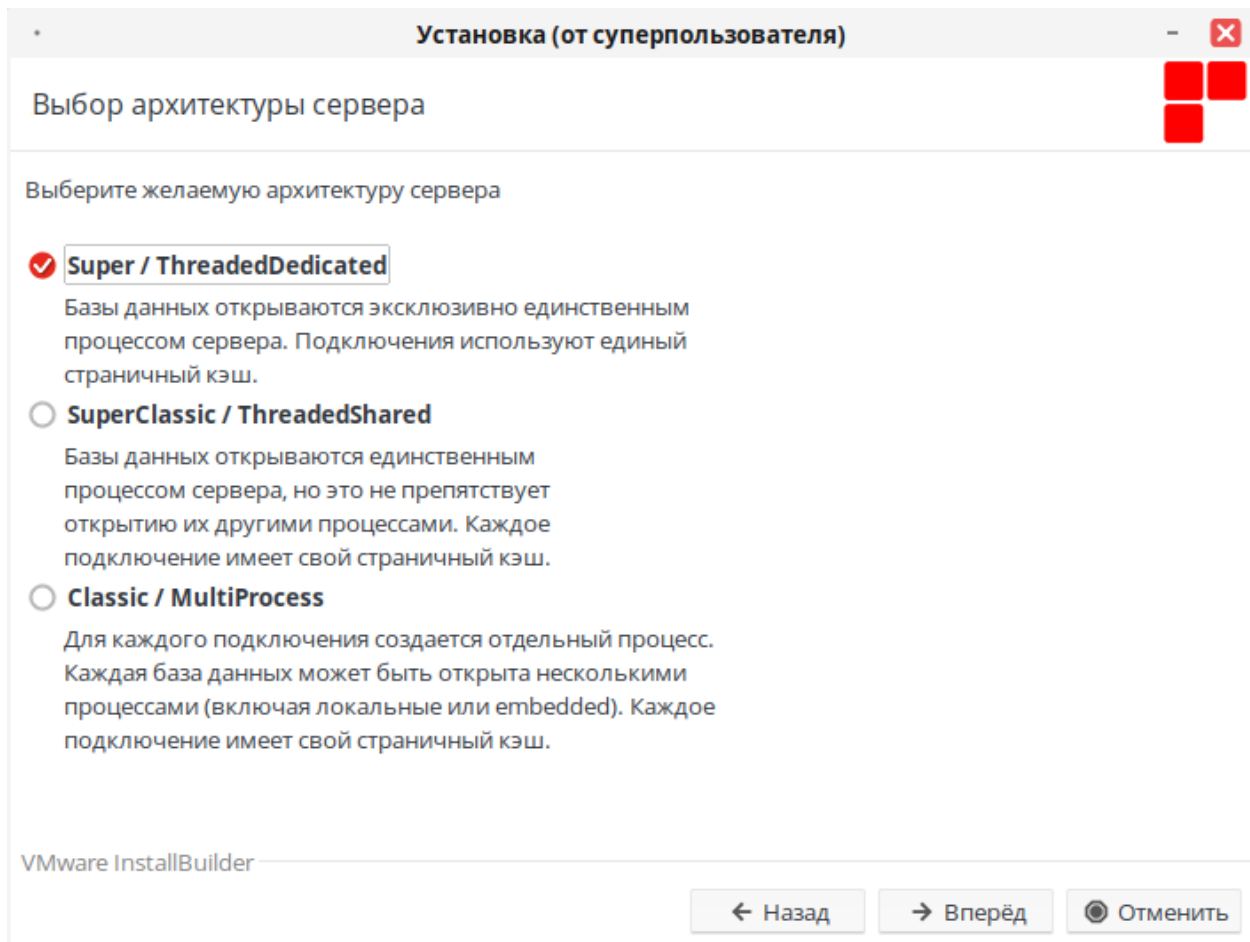 Установка (от суперпользователя)
Выбор архитектуры сервера
Выберите желаемую архитектуру сервера
Super / ThreadedDedicated
Базы данных открываются эксклюзивно единственным
процессом сервера. Подключения используют единый
страничный кэш.
SuperClassic / ThreadedShared
Базы данных открываются единственным
процессом сервера, но это не препятствует
открытию их другими процессами. Каждое
подключение имеет свой страничный кэш.
Classic / MultiProcess
Для каждого подключения создается отдельный процесс.
Каждая база данных может быть открыта несколькими
процессами (включая локальные или embedded). Каждое
подключение имеет свой страничный кэш.
VMware InstallBuilder
Назад
Вперёд
Отменить